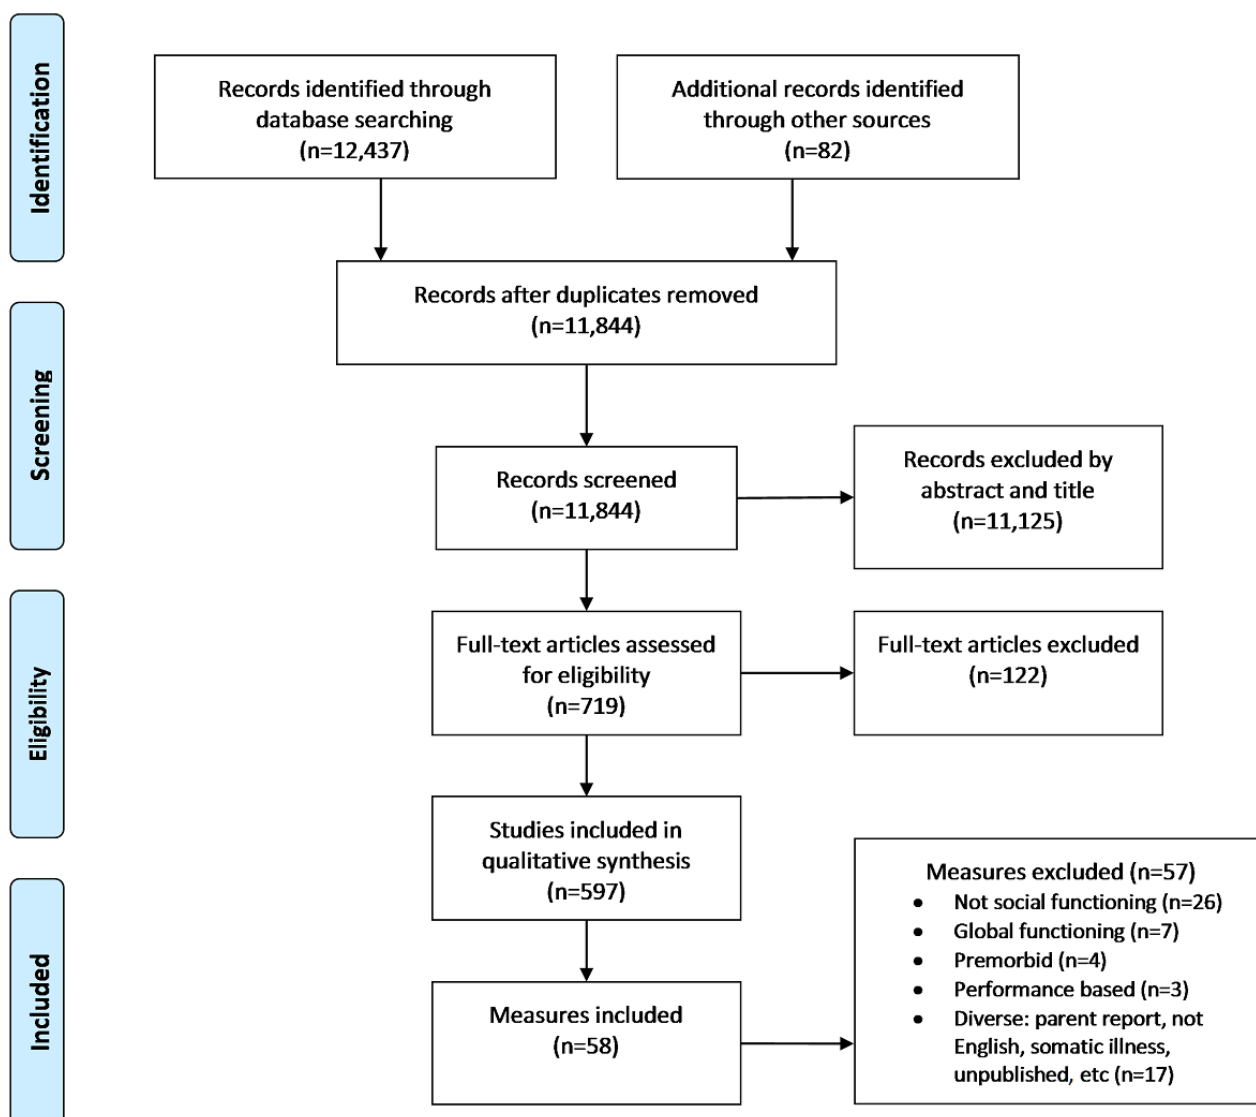 Identification
Records identified through
database searching
(n=12,437)
Additional records identified
through other sources
(n=82)
Records after duplicates removed
(n=11,844)
Screening
Records screened
(n=11,844)
Records excluded by
abstract and title
(n=11,125)
Eligibility
Full-text articles assessed
for eligibility
(n=719)
Full-text articles excluded
(n=122)
Studies included in
qualitative synthesis
(n=597)
Included
Measures included
(n=58)
Measures excluded (n=57)
• Not social functioning (n=26)
• Global functioning (n=7)
• Premorbid (n=4)
• Performance based (n=3)
• Diverse: parent report, not
English, somatic illness,
unpublished, etc (n=17)